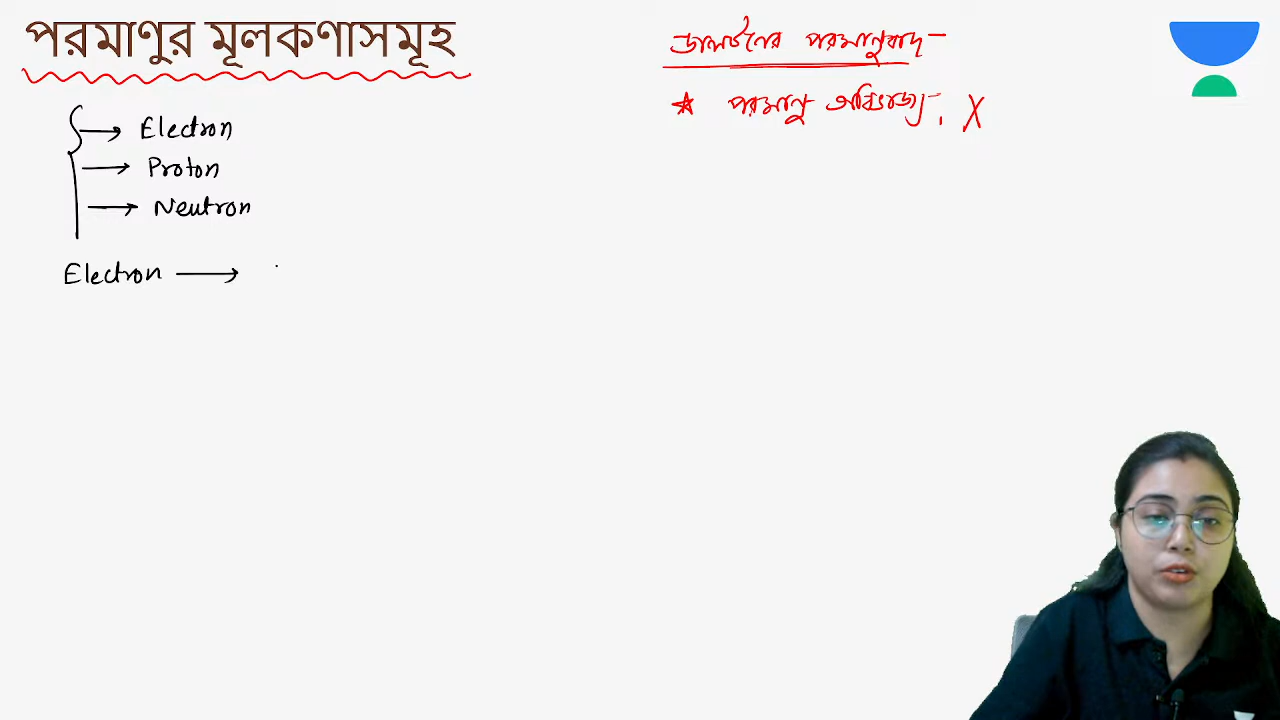 পরমাণুর মূলকণাসমূহ
→ Electron
→ Proton
→ Neutron
Electron →
ডালটনের পরমানুবাদ-
★ পরমানু অবিভাজ্য-. X